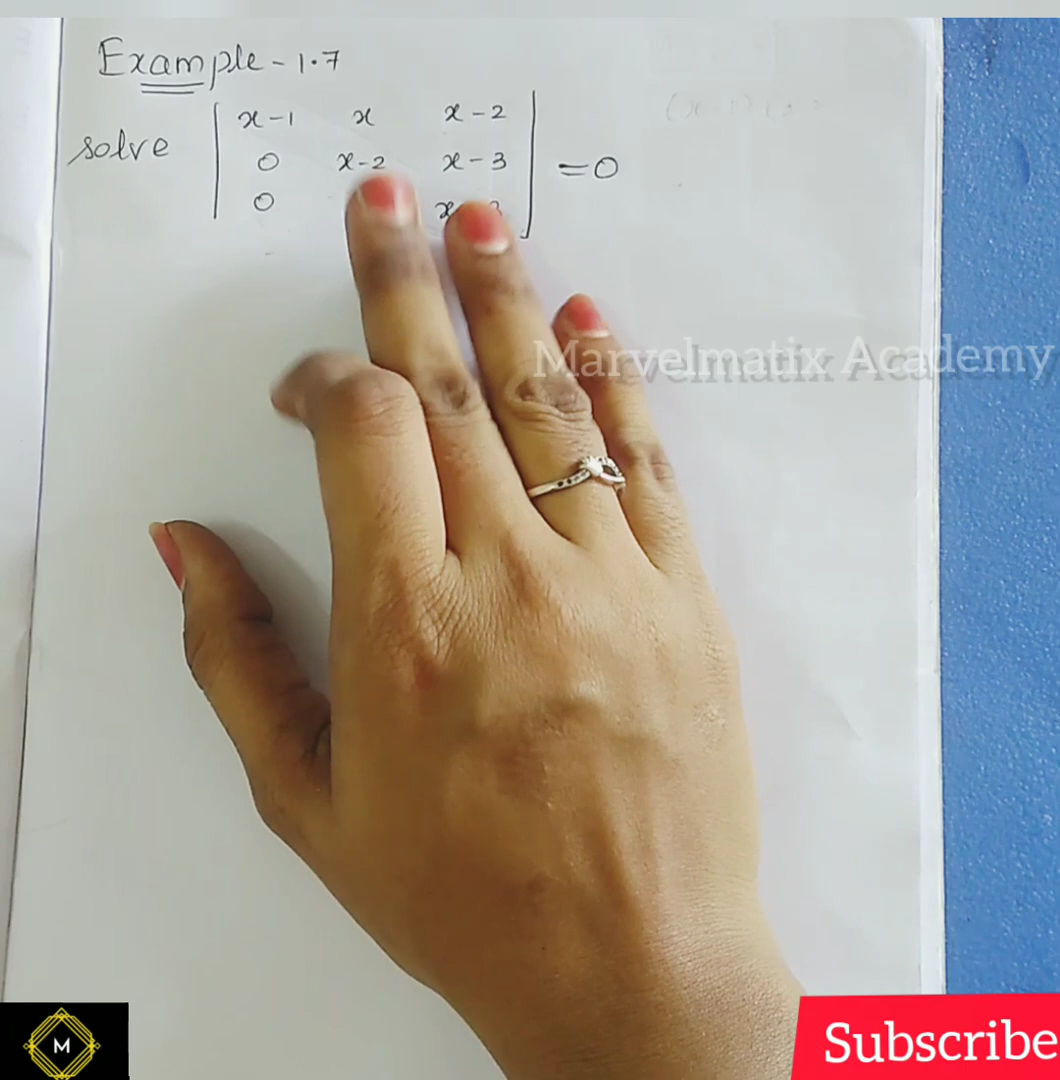 Example - 1.7
x-1 x x-2
solve 0 x-2 x-3 =0
0 x
Marvelmatix Academy
M
Subscribe